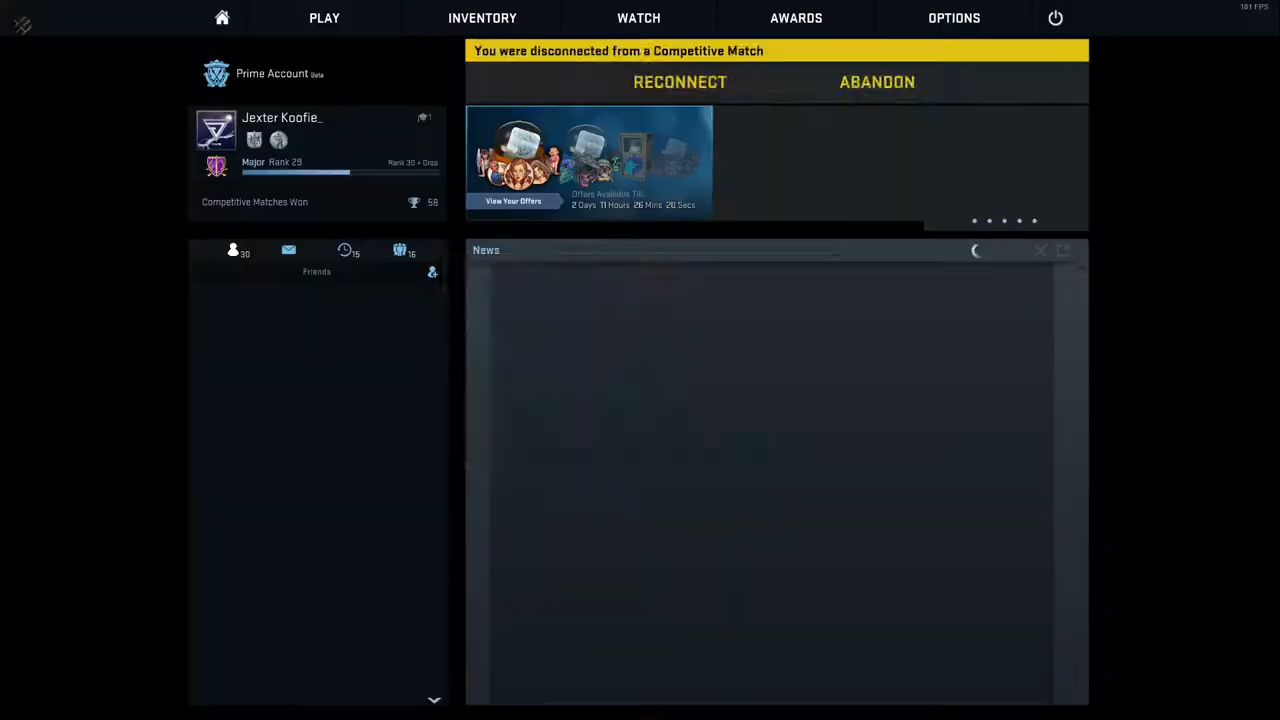 181 FPS
PLAY
INVENTORY
WATCH
AWARDS
OPTIONS
Prime Account Beta
You were disconnected from a Competitive Match
RECONNECT
ABANDON
Jexter Koofie_
1
Major Rank 29
Rank 30 + Drop
Competitive Matches Won
58
Offers Available Till:
View Your Offers
2 Days 11 Hours 26 Mins 20 Secs
30
15
16
Friends
News